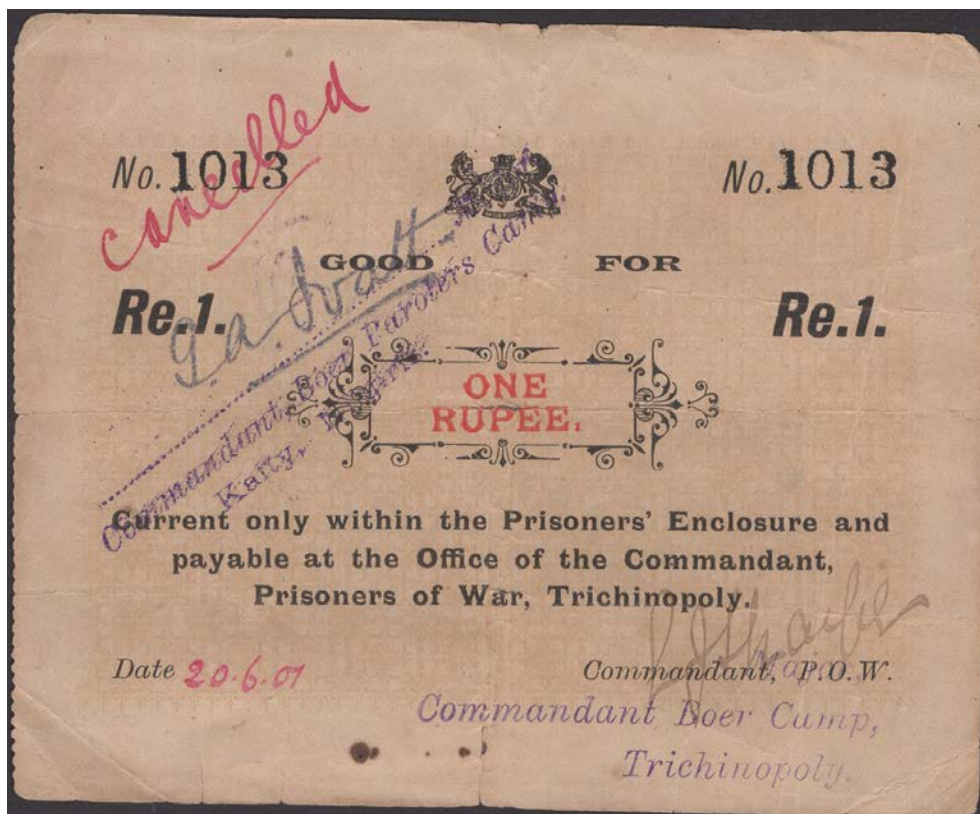 cancelled
No. 1013
No. 1013
GOOD FOR
Re.1.
Re.1.
ONE
RUPEE.
Commandant, Boer Parolers Camp.
Kaity,
Current only within the Prisoners' Enclosure and
payable at the Office of the Commandant,
Prisoners of War, Trichinopoly.
Date 20.6.01
Commandant, P.O.W.
Major,
Commandant Boer Camp,
Trichinopoly.